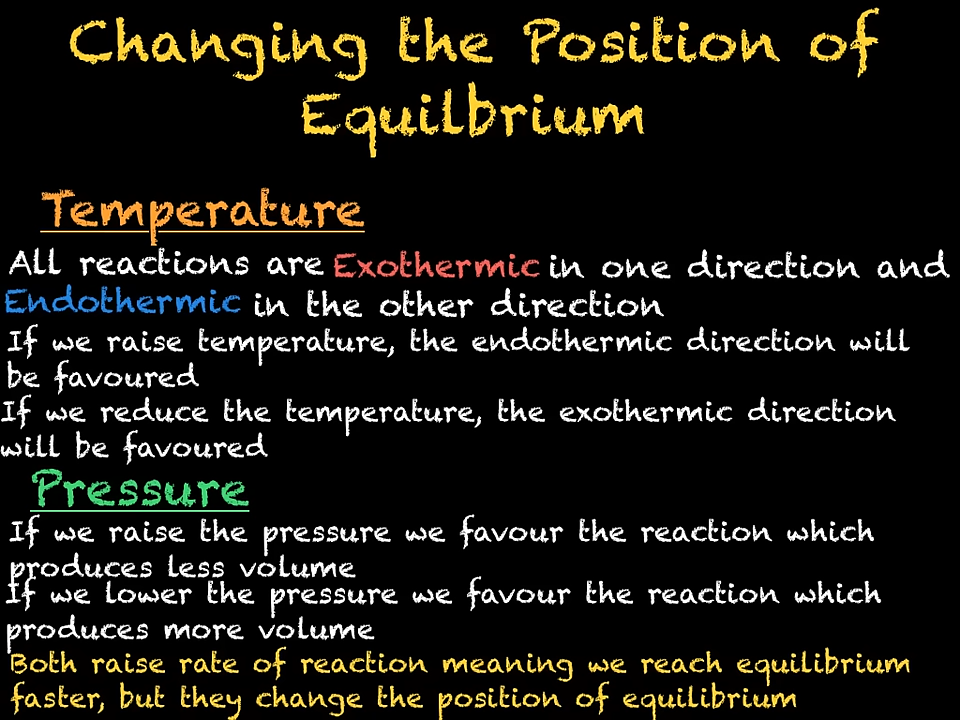 Changing the Position of
Equilbrium
Temperature
All reactions are Exothermic in one direction and
Endothermic in the other direction
If we raise temperature, the endothermic direction will
be favoured
If we reduce the temperature, the exothermic direction
will be favoured
Pressure
If we raise the pressure we favour the reaction which
produces less volume
If we lower the pressure we favour the reaction which
produces more volume
Both raise rate of reaction meaning we reach equilibrium
faster, but they change the position of equilibrium